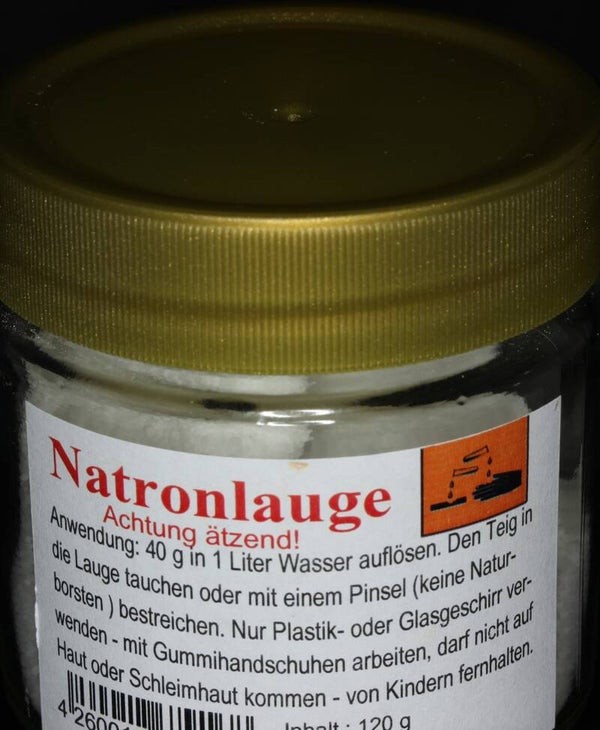 Natronlauge
Achtung ätzend!
Anwendung: 40 g in 1 Liter Wasser auflösen. Den Teig in
die Lauge tauchen oder mit einem Pinsel (keine Natur-
borsten ) bestreichen. Nur Plastik- oder Glasgeschirr ver-
wenden - mit Gummihandschuhen arbeiten, darf nicht auf
Haut oder Schleimhaut kommen - von Kindern fernhalten.
Inhalt : 120 g